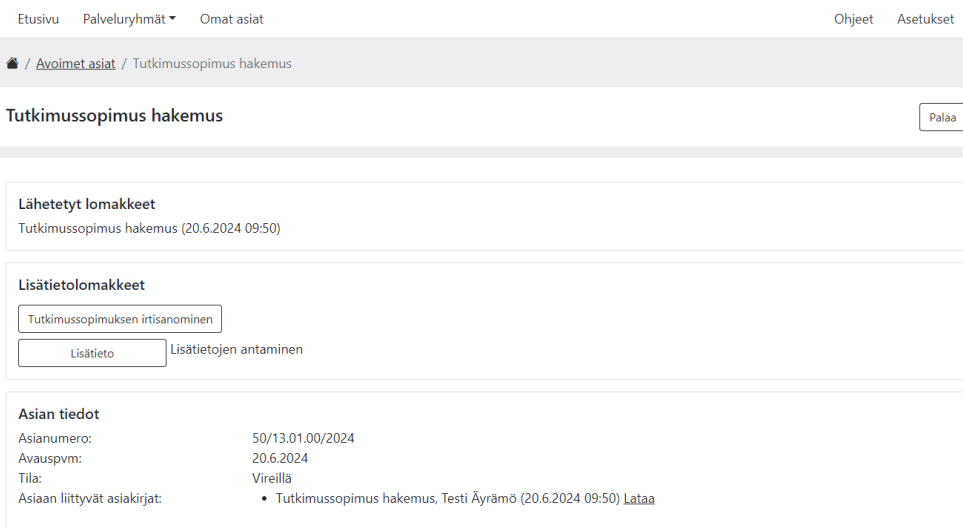 Etusivu Palveluryhmät Omat asiat Ohjeet Asetukset
/ Avoimet asiat / Tutkimussopimus hakemus
Tutkimussopimus hakemus Palaa
Lähetetyt lomakkeet
Tutkimussopimus hakemus (20.6.2024 09:50)
Lisätietolomakkeet
Tutkimussopimuksen irtisanominen
Lisätieto Lisätietojen antaminen
Asian tiedot
Asianumero: 50/13.01.00/2024
Avauspvm: 20.6.2024
Tila: Vireillä
Asiaan liittyvät asiakirjat: • Tutkimussopimus hakemus, Testi Äyrämö (20.6.2024 09:50) Lataa